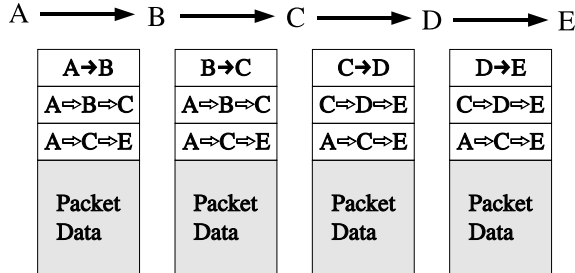 A → B → C → D → E
A→B B→C C→D D→E
A⇨B⇨C A⇨B⇨C C⇨D⇨E C⇨D⇨E
A⇨C⇨E A⇨C⇨E A⇨C⇨E A⇨C⇨E
Packet Packet Packet Packet
Data Data Data Data